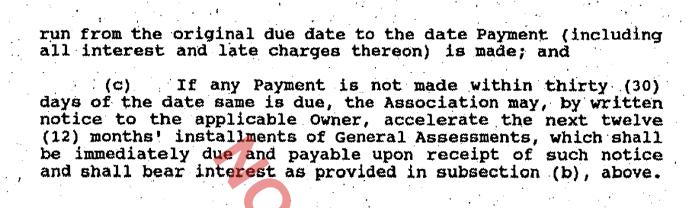 run from the original due date to the date Payment (including
all interest and late charges thereon) is made; and
(c) If any Payment is not made within thirty (30)
days of the date same is due, the Association may, by written
notice to the applicable Owner, accelerate the next twelve
(12) months' installments of General Assessments, which shall
be immediately due and payable upon receipt of such notice
and shall bear interest as provided in subsection (b), above.
NO